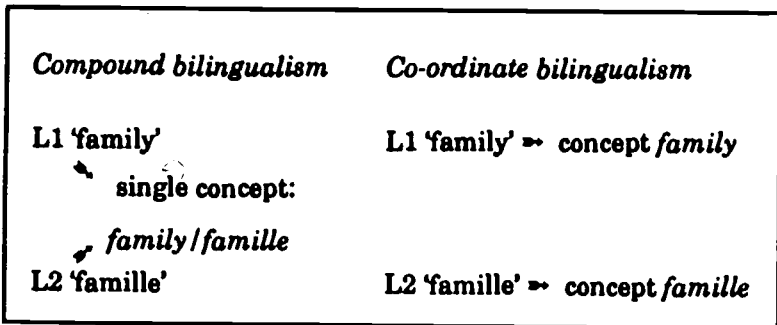 Compound bilingualism Co-ordinate bilingualism
L1 'family' L1 'family' ➳ concept family
single concept:
family/famille
L2 'famille' L2 'famille' ➳ concept famille